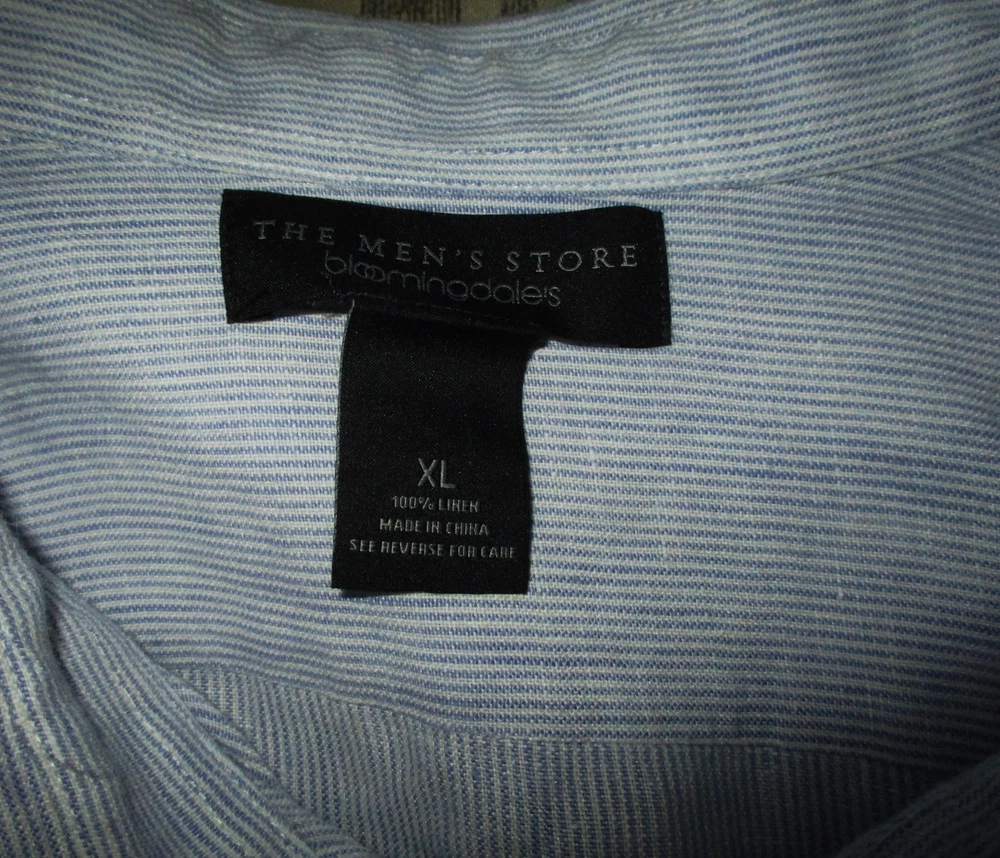 THE MEN'S STORE
bloomingdale's
XL
100% LINEN
MADE IN CHINA
SEE REVERSE FOR CARE